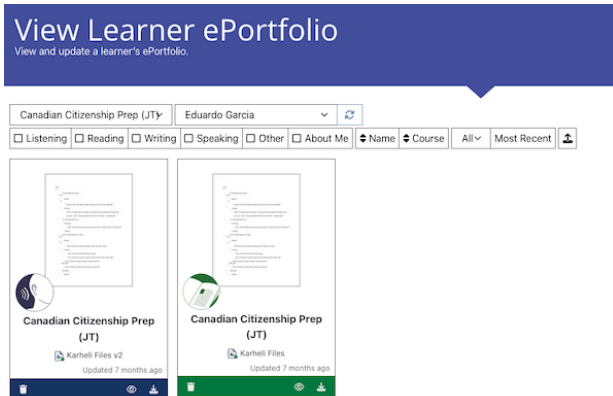 View Learner ePortfolio
View and update a learner's ePortfolio.
Canadian Citizenship Prep (JT) Eduardo Garcia
Listening Reading Writing Speaking Other About Me Name Course All Most Recent
Canadian Citizenship Prep
(JT)
Karheli Files v2
Updated 7 months ago
Canadian Citizenship Prep
(JT)
Karheli Files
Updated 7 months ago